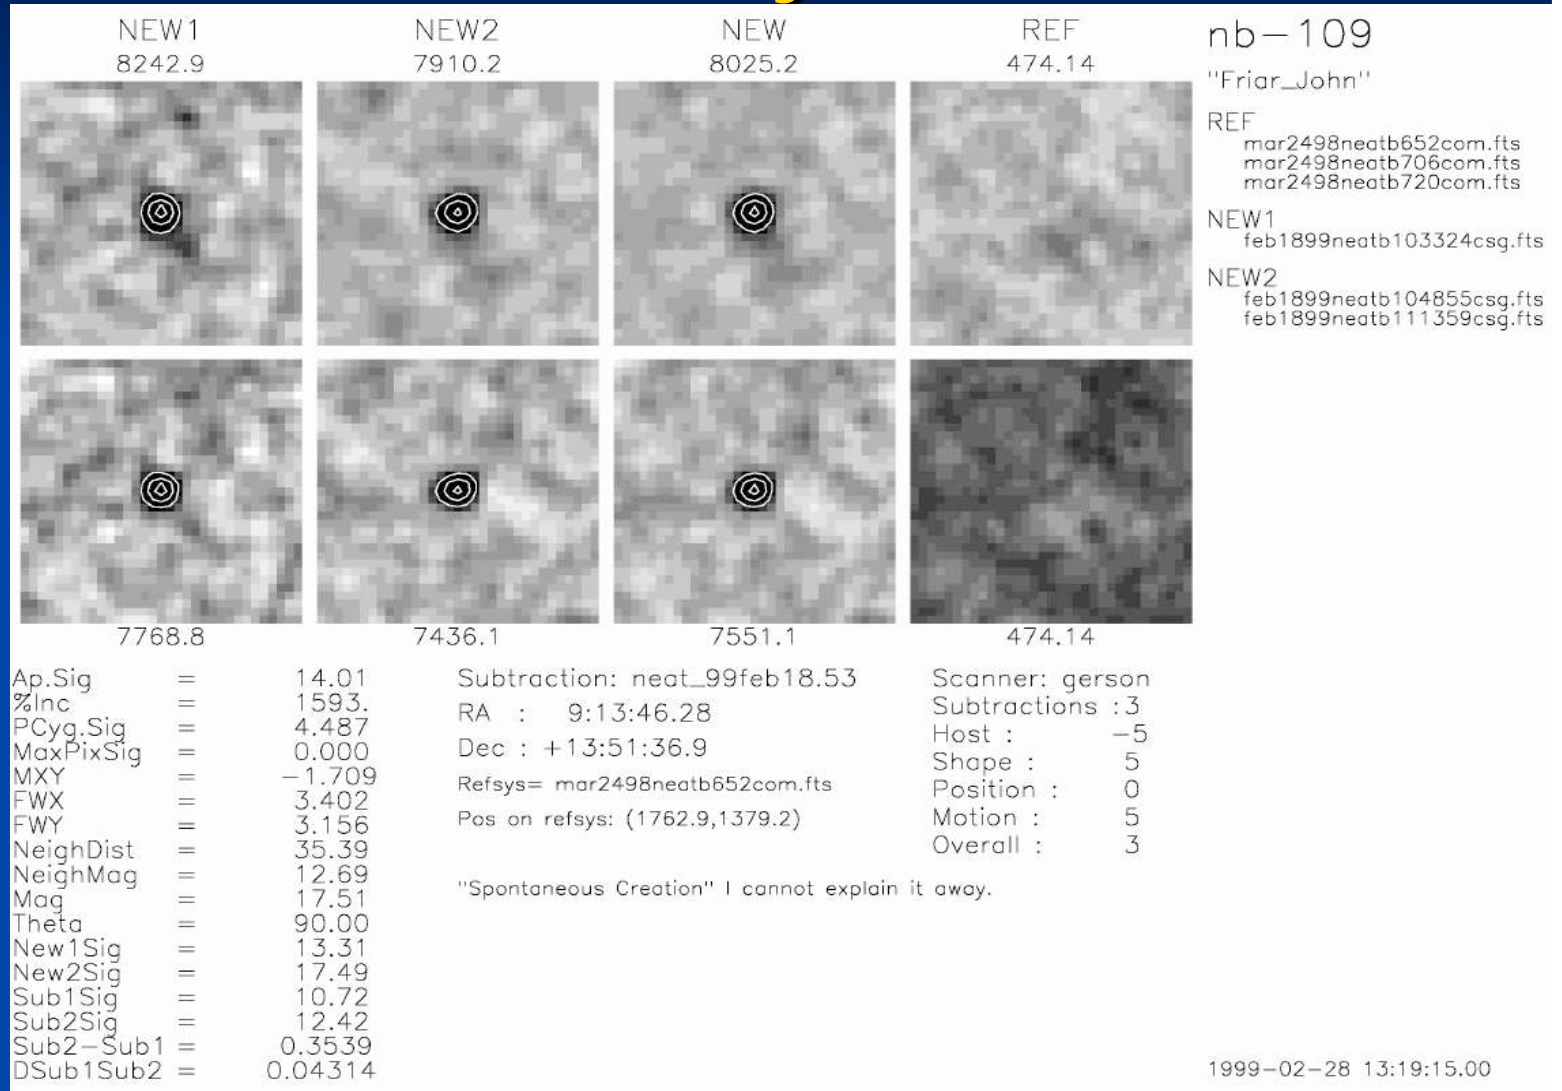 NEW1 NEW2 NEW REF nb-109
8242.9 7910.2 8025.2 474.14
"Friar_John"
REF
mar2498neatb652com.fts
mar2498neatb706com.fts
mar2498neatb720com.fts
NEW1
feb1899neatb103324csg.fts
NEW2
feb1899neatb104855csg.fts
feb1899neatb111359csg.fts
7768.8 7436.1 7551.1 474.14
Ap.Sig = 14.01
%Inc = 1593.
PCyg.Sig = 4.487
MaxPixSig = 0.000
MXY = -1.709
FWX = 3.402
FWY = 3.156
NeighDist = 35.39
NeighMag = 12.69
Mag = 17.51
Theta = 90.00
New1Sig = 13.31
New2Sig = 17.49
Sub1Sig = 10.72
Sub2Sig = 12.42
Sub2-Sub1 = 0.3539
DSub1Sub2 = 0.04314
Subtraction: neat_99feb18.53
RA : 9:13:46.28
Dec : +13:51:36.9
Refsys= mar2498neatb652com.fts
Pos on refsys: (1762.9,1379.2)
"Spontaneous Creation" I cannot explain it away.
Scanner: gerson
Subtractions :3
Host : -5
Shape : 5
Position : 0
Motion : 5
Overall : 3
1999-02-28 13:19:15.00